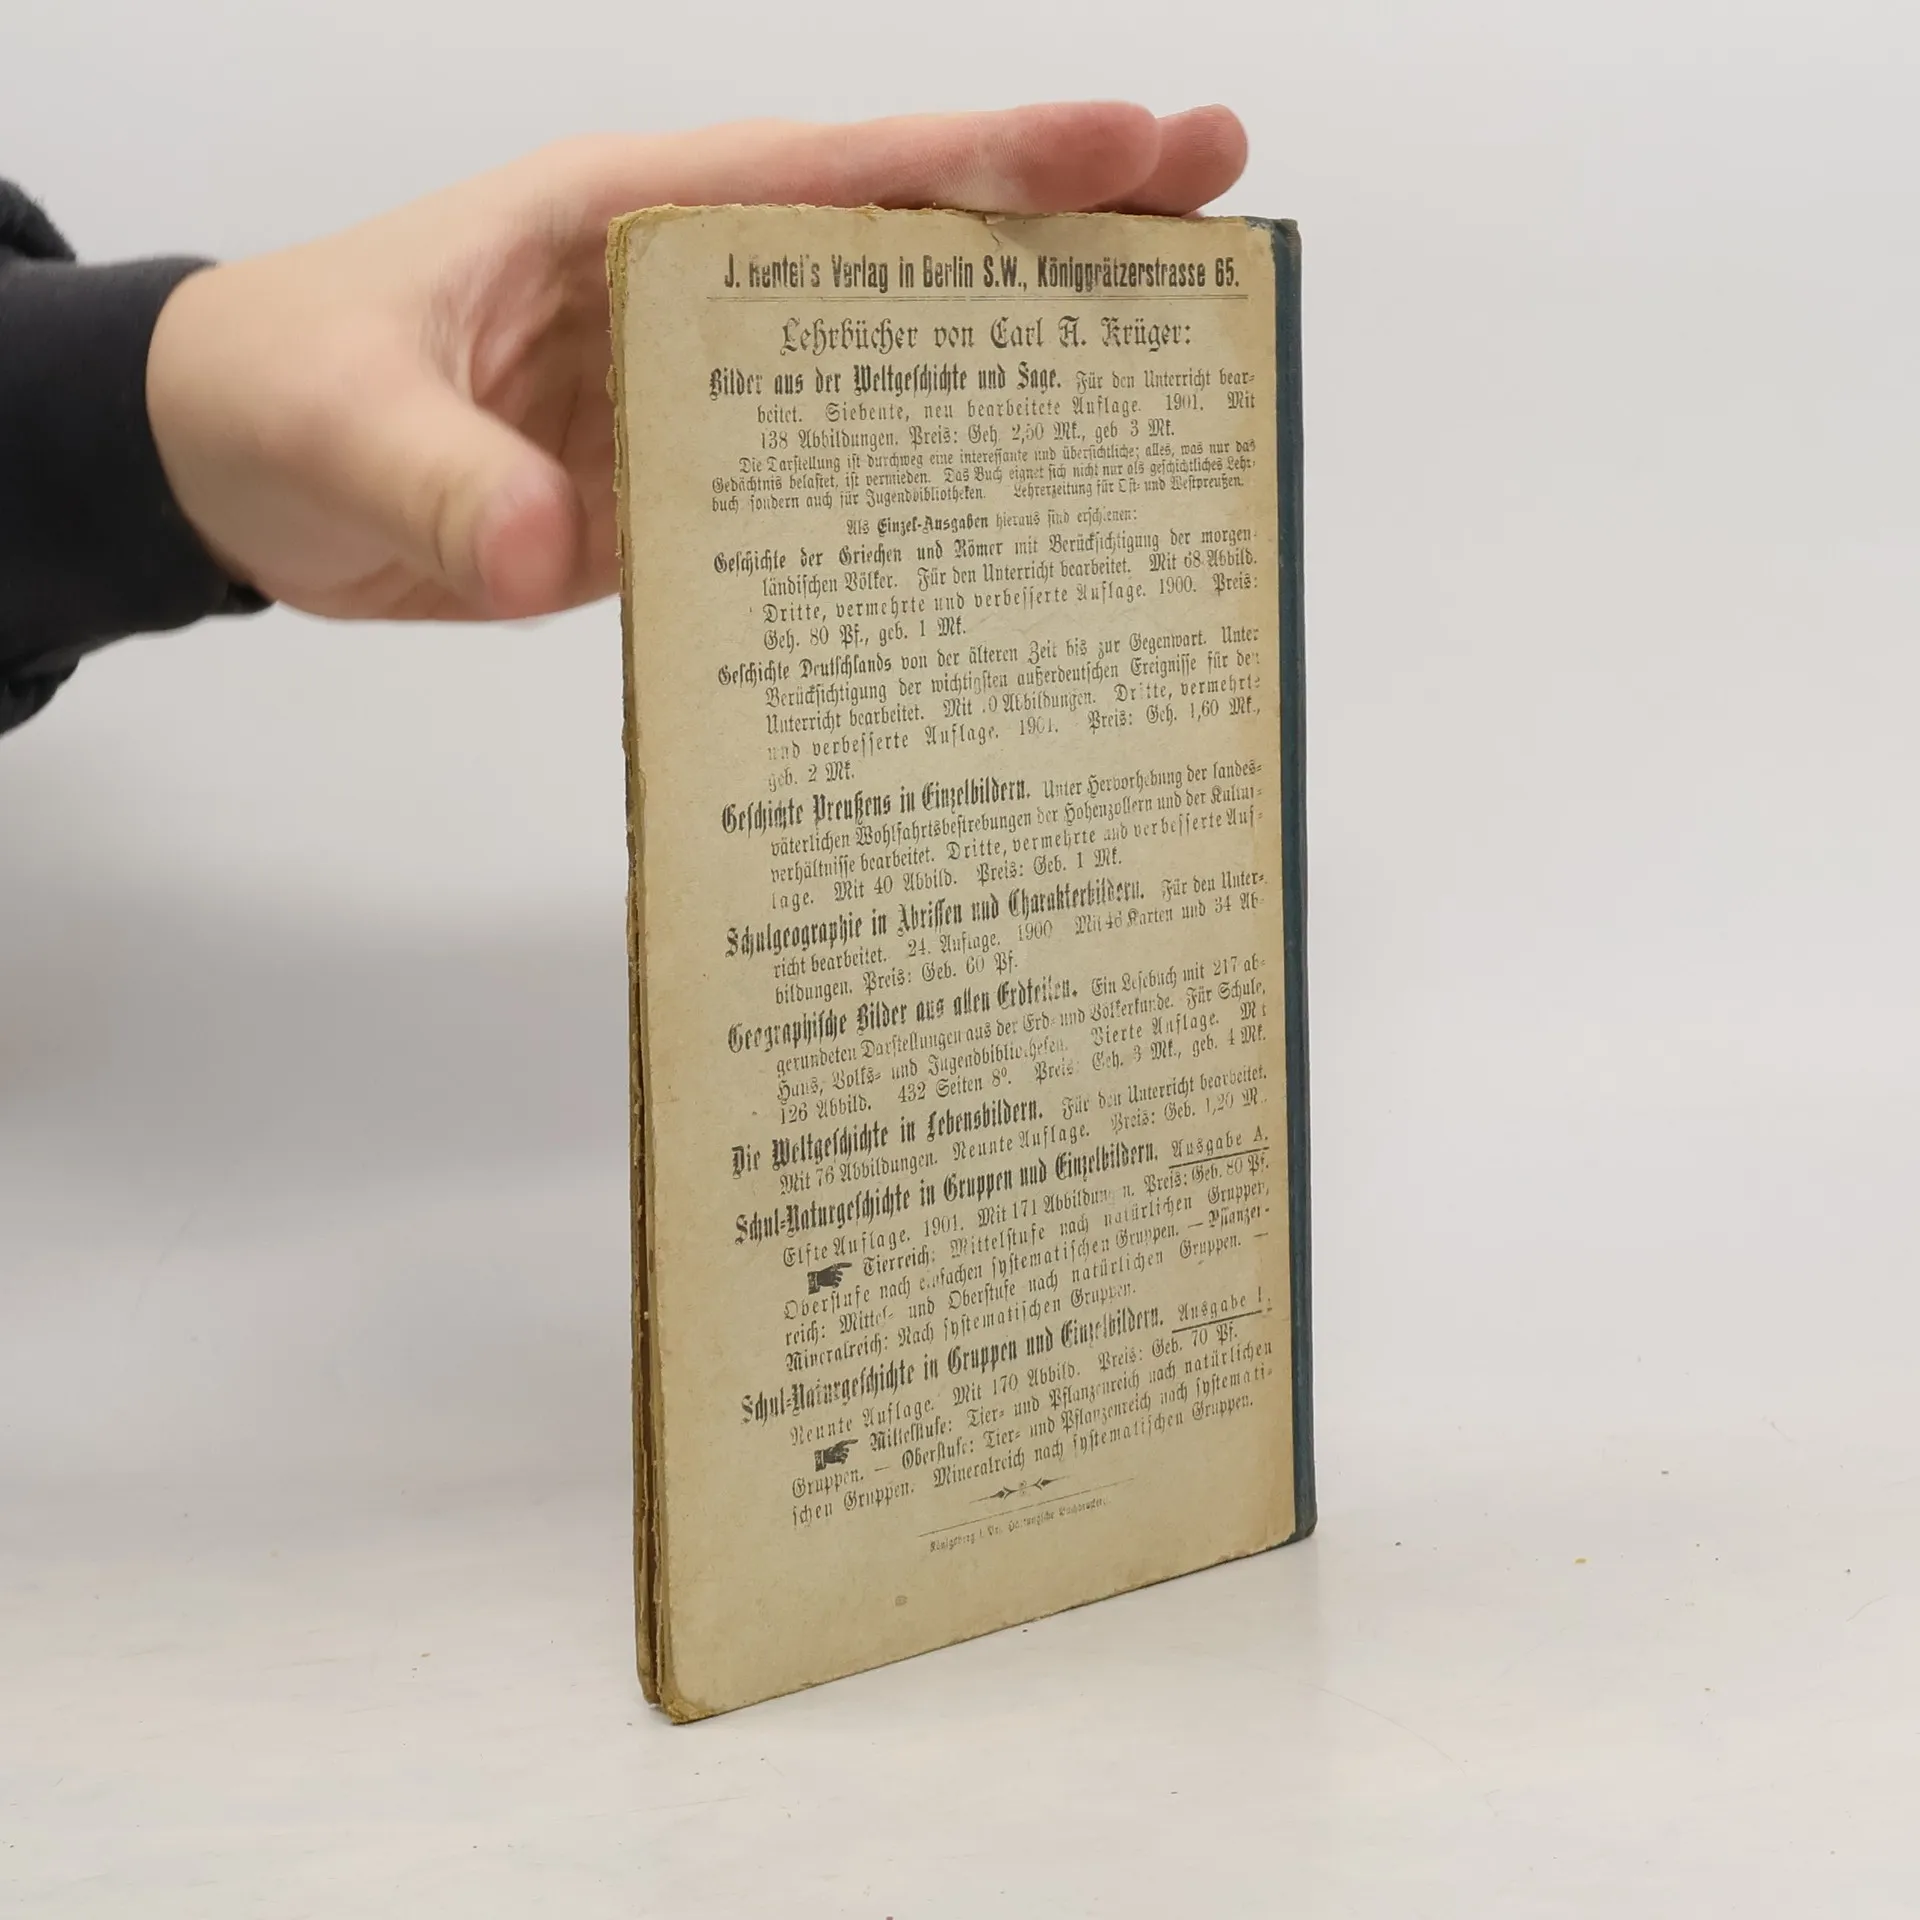 J. Hentel's Verlag in Berlin S.W., Königgrätzerstrasse 65.
Lehrbücher von Carl A. Krüger:
Bilder aus der Weltgeschichte und Sage. Für den Unterricht bear-
beitet. Siebente, neu bearbeitete Auflage. 1901. Mit
138 Abbildungen. Preis: Geh. 2,50 Mk., geb 3 Mk.
Die Darstellung ist durchweg eine interessante und übersichtliche; alles, was nur das
Gedächtnis belastet, ist vermieden. Das Buch eignet sich nicht nur als geschichtliches Lehr-
buch sondern auch für Jugendbibliotheken. Lehrerzeitung für Ost- und Westpreußen.
Als Einzel-Ausgaben hieraus sind erschienen:
Geschichte der Griechen und Römer mit Berücksichtigung der morgen-
ländischen Völker. Für den Unterricht bearbeitet. Mit 68 Abbild.
Dritte, vermehrte und verbesserte Auflage. 1900. Preis:
Geh. 80 Pf., geb. 1 Mk.
Geschichte Deutschlands von der älteren Zeit bis zur Gegenwart. Unter
Berücksichtigung der wichtigsten außerdeutschen Ereignisse für den
Unterricht bearbeitet. Mit Abbildungen. Dritte, vermehrte
und verbesserte Auflage. 1901. Preis: Geh. 1,60 Mk.,
geb. 2 Mk.
Geschichte Preußens in Einzelbildern. Unter Hervorhebung der landes-
väterlichen Wohlfahrtsbestrebungen der Hohenzollern und der Kultur-
verhältnisse bearbeitet. Dritte, vermehrte und verbesserte Auf-
lage. Mit 40 Abbild. Preis: Geb. 1 Mk.
Schulgeographie in Abrissen und Charakterbildern. Für den Unter-
richt bearbeitet. 24. Auflage. 1900 Mit 46 Karten und 34 Ab-
bildungen. Preis: Geb. 60 Pf.
Geographische Bilder aus allen Erdteilen. Ein Lesebuch mit 217 ab-
gerundeten Darstellungen aus der Erd- und Völkerkunde. Für Schule,
Haus, Volks- und Jugendbibliotheken. Vierte Auflage. Mit
126 Abbild. 432 Seiten 8°. Preis: Geh. 3 Mk., geb. 4 Mk.
Die Weltgeschichte in Lebensbildern. Für den Unterricht bearbeitet.
Mit 76 Abbildungen. Neunte Auflage. Preis: Geb. 1,20 M.
Schul-Naturgeschichte in Gruppen und Einzelbildern. Ausgabe A.
Elfte Auflage. 1901. Mit 171 Abbildungen. Preis: Geb. 80 Pf.
Tierreich: Mittelstufe nach natürlichen Gruppen,
Oberstufe nach einfachen systematischen Gruppen. — Pflanzen-
reich: Mittel- und Oberstufe nach natürlichen Gruppen. —
Mineralreich: Nach systematischen Gruppen.
Schul-Naturgeschichte in Gruppen und Einzelbildern. Ausgabe
Neunte Auflage. Mit 170 Abbild. Preis: Geb. 70 Pf.
Mittelstufe: Tier- und Pflanzenreich nach natürlichen
Gruppen. — Oberstufe: Tier- und Pflanzenreich nach systemati-
schen Gruppen. Mineralreich nach systematischen Gruppen.
Königsberg i. Pr., Hartungsche Buchdruckerei.